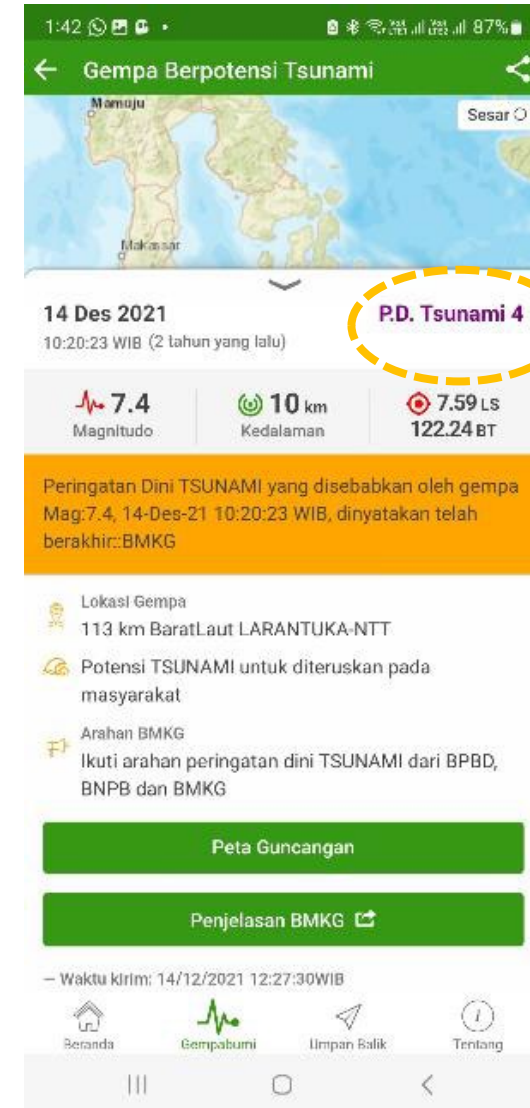 1:42
87%
Gempa Berpotensi Tsunami
Mamuju
Sesar
Makassar
14 Des 2021
P.D. Tsunami 4
10:20:23 WIB (2 tahun yang lalu)
7.4
10 km
7.59 LS
Magnitudo
Kedalaman
122.24 BT
Peringatan Dini TSUNAMI yang disebabkan oleh gempa
Mag:7.4, 14-Des-21 10:20:23 WIB, dinyatakan telah
berakhir::BMKG
Lokasi Gempa
113 km BaratLaut LARANTUKA-NTT
Potensi TSUNAMI untuk diteruskan pada
masyarakat
Arahan BMKG
Ikuti arahan peringatan dini TSUNAMI dari BPBD,
BNPB dan BMKG
Peta Guncangan
Penjelasan BMKG
— Waktu kirim: 14/12/2021 12:27:30WIB
Beranda
Gempabumi
Umpan Balik
Tentang